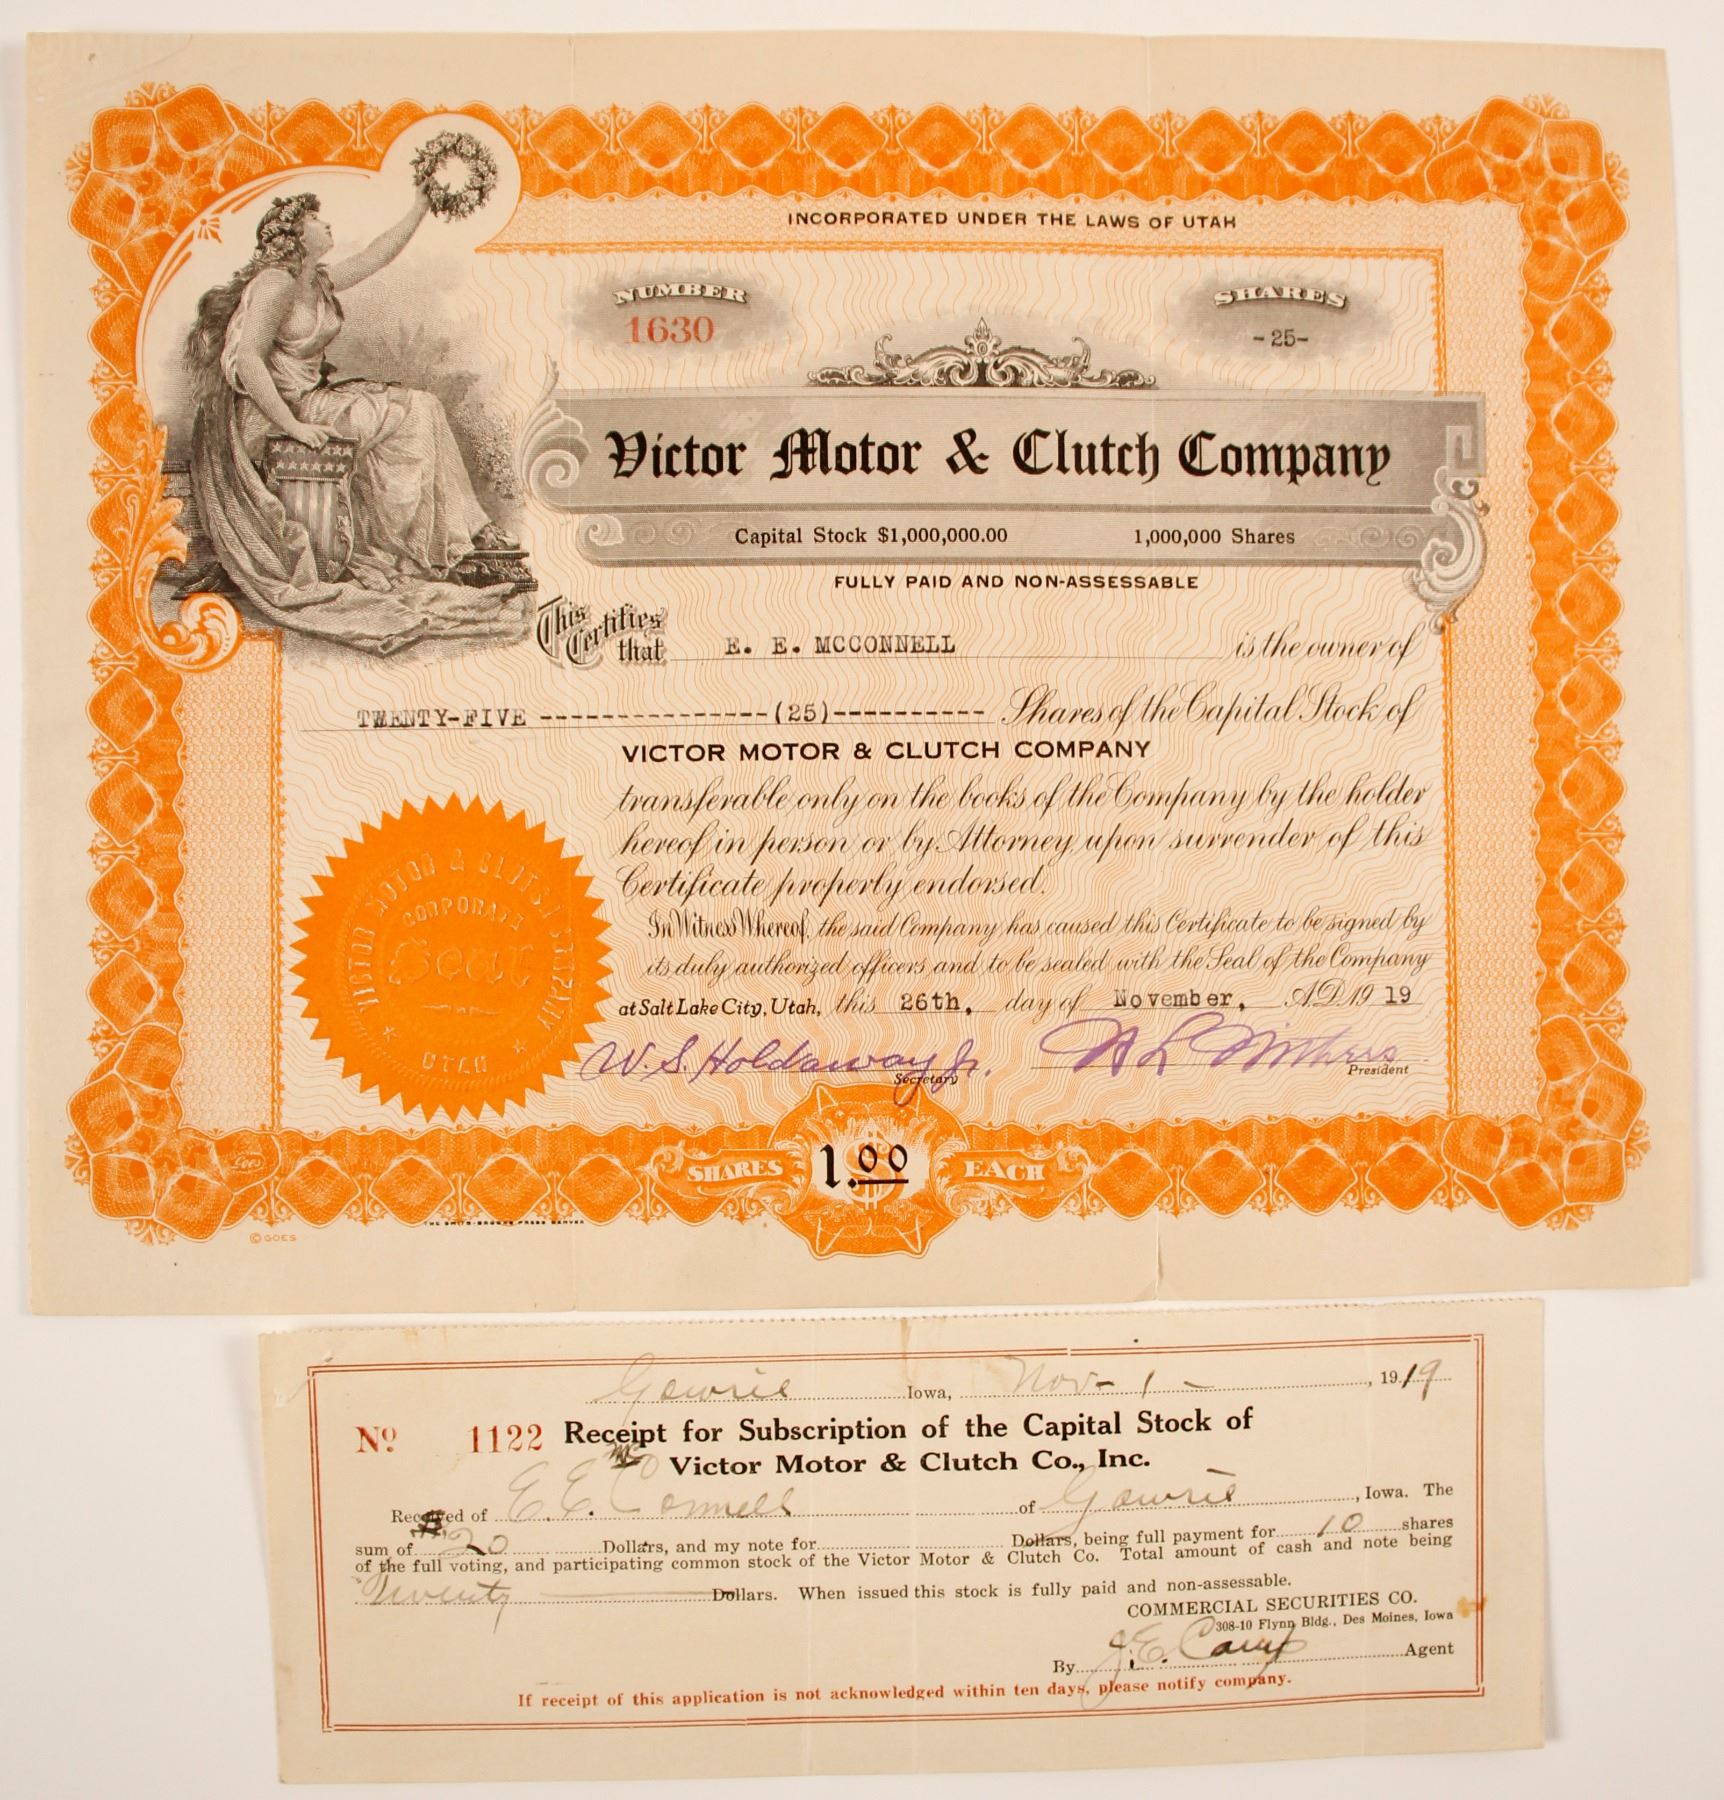 INCORPORATED UNDER THE LAWS OF UTAH
NUMBER
1630
SHARES
-25-
Victor Motor & Clutch Company
Capital Stock $1,000,000.00 1,000,000 Shares
FULLY PAID AND NON-ASSESSABLE
This Certifies that E. E. MCCONNELL is the owner of
TWENTY-FIVE ---------------(25)---------- Shares of the Capital Stock of
VICTOR MOTOR & CLUTCH COMPANY
transferable only on the books of the Company by the holder
hereof in person or by Attorney upon surrender of this
Certificate properly endorsed.
In Witness Whereof, the said Company has caused this Certificate to be signed by
its duly authorized officers and to be sealed with the Seal of the Company
at Salt Lake City, Utah, this 26th, day of November, A.D. 19 19
VICTOR MOTOR & CLUTCH COMPANY
CORPORATE
Seal
UTAH
W. S. Holdaway Jr.
Secretary
President
SHARES 1.00 EACH
Goes
THE SMITH-BROOKS PRESS DENVER
© GOES
Gowrie Iowa, Nov - 1 - , 1919
No 1122 Receipt for Subscription of the Capital Stock of
Victor Motor & Clutch Co., Inc.
Received of E. E. McConnell of Gowrie, Iowa. The
sum of $20 Dollars, and my note for Dollars, being full payment for 10 shares
of the full voting, and participating common stock of the Victor Motor & Clutch Co. Total amount of cash and note being
Twenty Dollars. When issued this stock is fully paid and non-assessable.
COMMERCIAL SECURITIES CO.
308-10 Flynn Bldg., Des Moines, Iowa
By J. E. Agent
If receipt of this application is not acknowledged within ten days, please notify company.